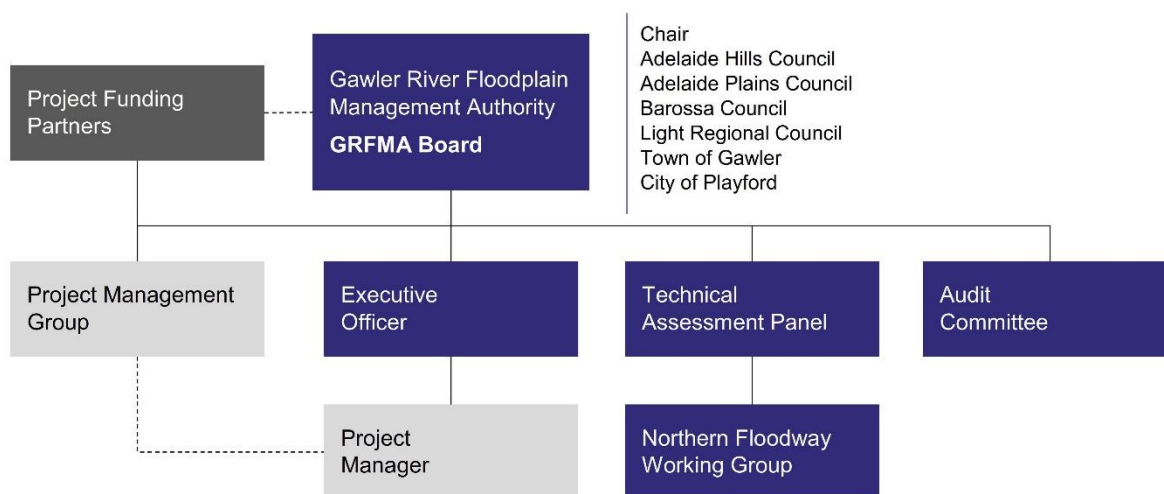 Project Funding
Partners
Gawler River Floodplain
Management Authority
GRFMA Board
Chair
Adelaide Hills Council
Adelaide Plains Council
Barossa Council
Light Regional Council
Town of Gawler
City of Playford
Project Management
Group
Executive
Officer
Technical
Assessment Panel
Audit
Committee
Project
Manager
Northern Floodway
Working Group